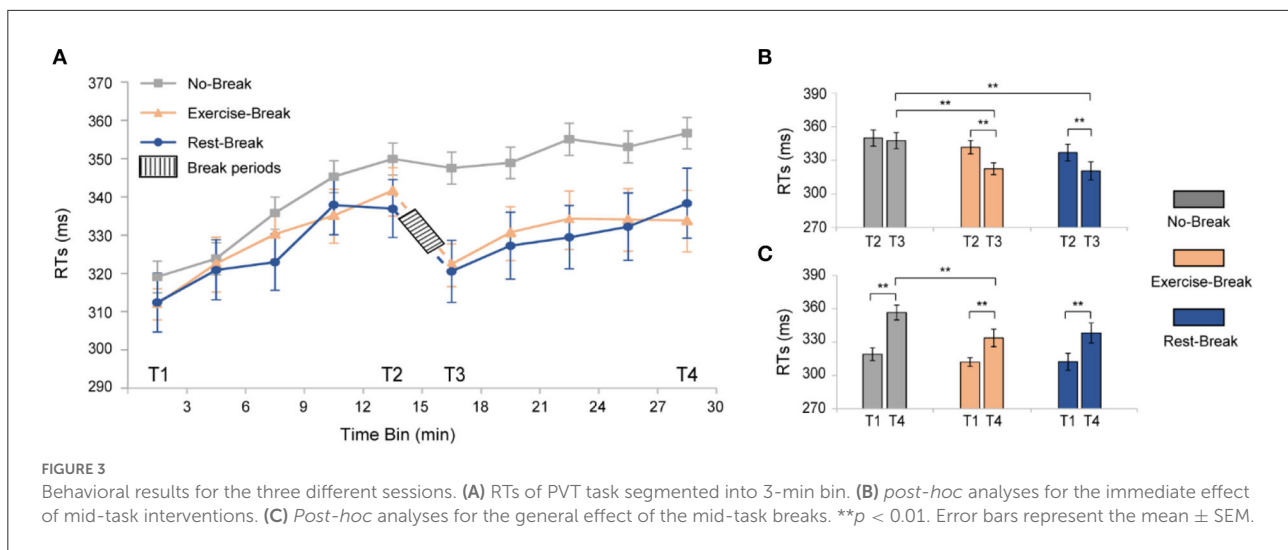 A
370
360
350
340
330
320
310
300
290
RTs (ms)
No-Break
Exercise-Break
Rest-Break
Break periods
T1 T2 T3 T4
3 6 9 12 15 18 21 24 27 30
Time Bin (min)
B
390
360
330
300
270
RTs (ms)
**
**
** **
T2 T3 T2 T3 T2 T3
C
390
360
330
300
270
RTs (ms)
**
** ** **
T1 T4 T1 T4 T1 T4
No-Break
Exercise-Break
Rest-Break
FIGURE 3
Behavioral results for the three different sessions. (A) RTs of PVT task segmented into 3-min bin. (B) post-hoc analyses for the immediate effect
of mid-task interventions. (C) Post-hoc analyses for the general effect of the mid-task breaks. **p < 0.01. Error bars represent the mean ± SEM.